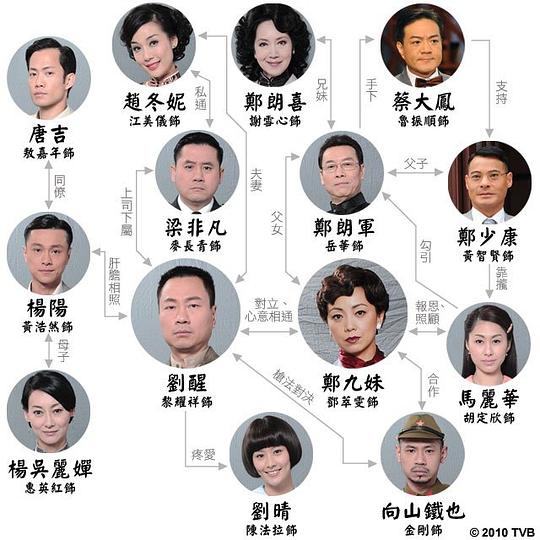 趙冬妮
江美儀飾
鄭朗喜
謝雪心飾
蔡大鳳
魯振順飾
唐吉
敖嘉年飾
私通
兄妹
手下
支持
同僚
上司下屬
梁非凡
麥長青飾
夫妻
父女
鄭朗軍
岳華飾
父子
鄭少康
黃智賢飾
楊陽
黃浩然飾
肝膽相照
勾引
靠攏
劉醒
黎耀祥飾
對立、
心意相通
鄭九妹
鄧萃雯飾
報恩、
照顧
馬麗華
胡定欣飾
母子
楊吳麗嬋
惠英紅飾
槍法對決
合作
疼愛
劉晴
陳法拉飾
向山鐵也
金剛飾
© 2010 TVB